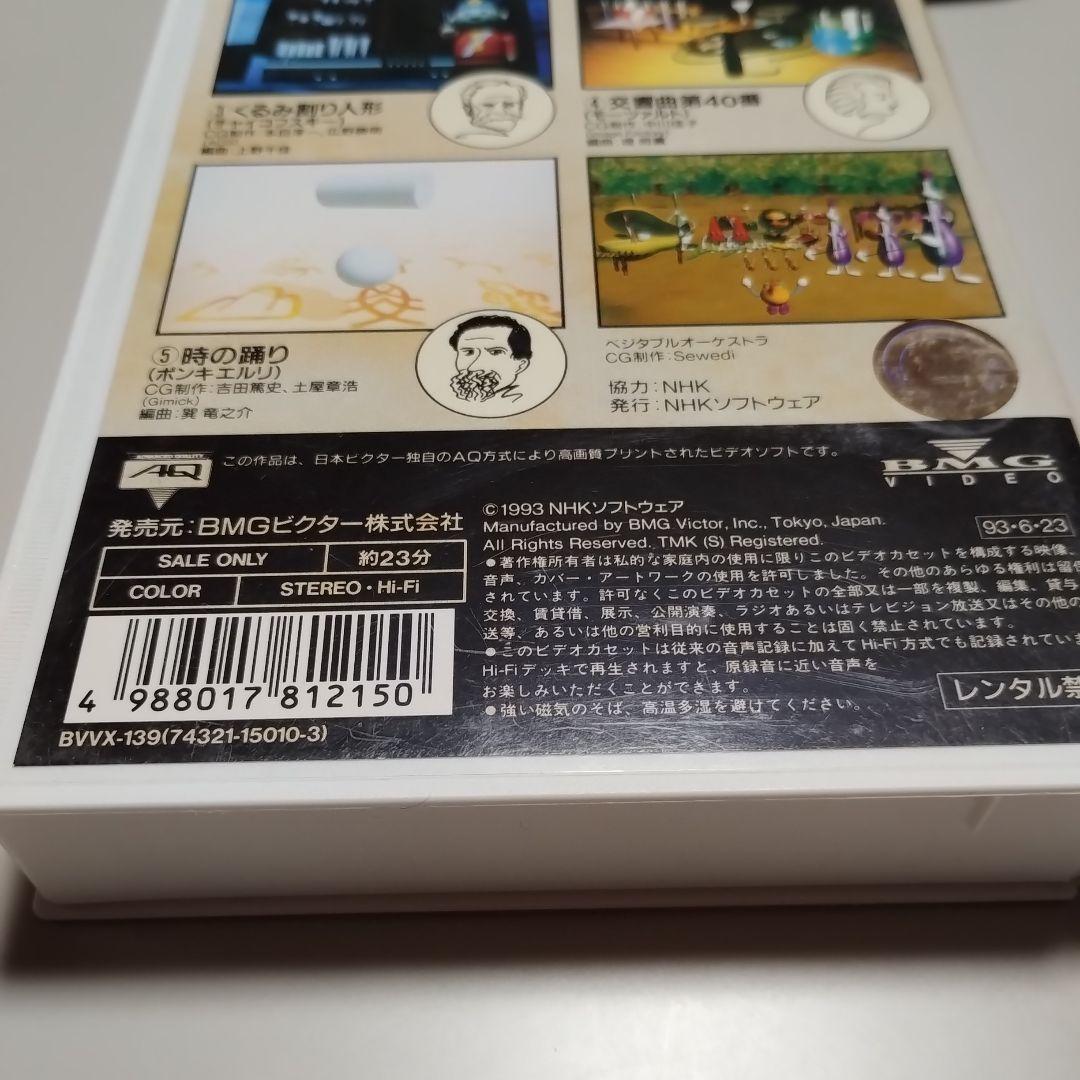 ③くるみ割り人形
(チャイコフスキー)
編曲：上野
④交響曲第40番
(モーツァルト)
⑤時の踊り
(ポンキエルリ)
CG制作：吉田篤史、土屋章浩
(Gimick)
編曲：巽 竜之介
ベジタブルオーケストラ
CG制作：Sewedi
協力：NHK
発行：NHKソフトウェア
ADVANCED QUALITY
AQ
この作品は、日本ビクター独自のAQ方式により高画質プリントされたビデオソフトです。
BMG
VIDEO
発売元：BMGビクター株式会社
SALE ONLY 約23分
COLOR STEREO・Hi-Fi
4 988017 812150
BVVX-139(74321-15010-3)
©1993 NHKソフトウェア
Manufactured by BMG Victor, Inc., Tokyo, Japan.
All Rights Reserved. TMK (S) Registered.
93・6・23
●著作権所有者は私的な家庭内の使用に限りこのビデオカセットを構成する映像、
音声、カバー・アートワークの使用を許可しました。その他のあらゆる権利は留保
されています。許可なくこのビデオカセットの全部又は一部を複製、編集、貸与、
交換、賃貸借、展示、公開演奏、ラジオあるいはテレビジョン放送又はその他の
送等、あるいは他の営利目的に使用することは固く禁止されています。
●このビデオカセットは従来の音声記録に加えてHi-Fi方式でも記録されていま
Hi-Fiデッキで再生されますと、原録音に近い音声を
お楽しみいただくことができます。
●強い磁気のそば、高温多湿を避けてください。
レンタル禁